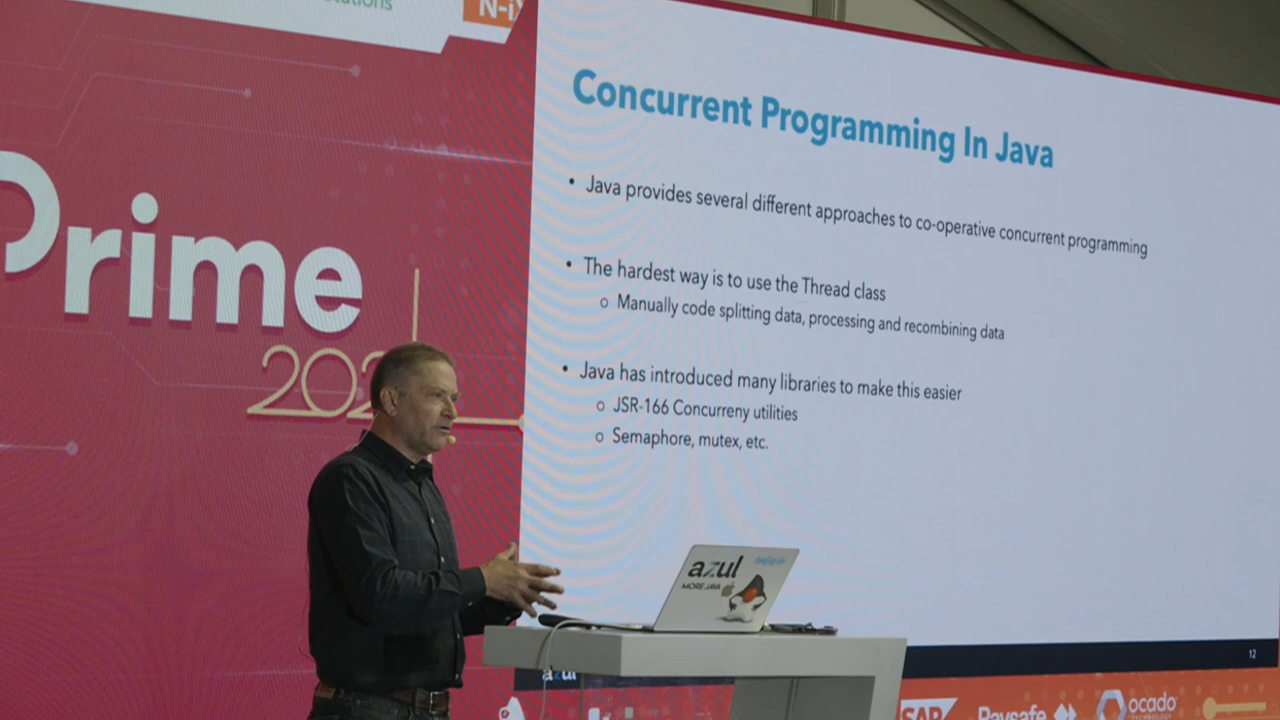 N-iX
Concurrent Programming In Java
• Java provides several different approaches to co-operative concurrent programming
• The hardest way is to use the Thread class
o Manually code splitting data, processing and recombining data
• Java has introduced many libraries to make this easier
o JSR-166 Concurreny utilities
o Semaphore, mutex, etc.
Prime
202
azul
MORE JAVA
12
azul
SAP
Paysafe
ocado
TECHNOLOGY